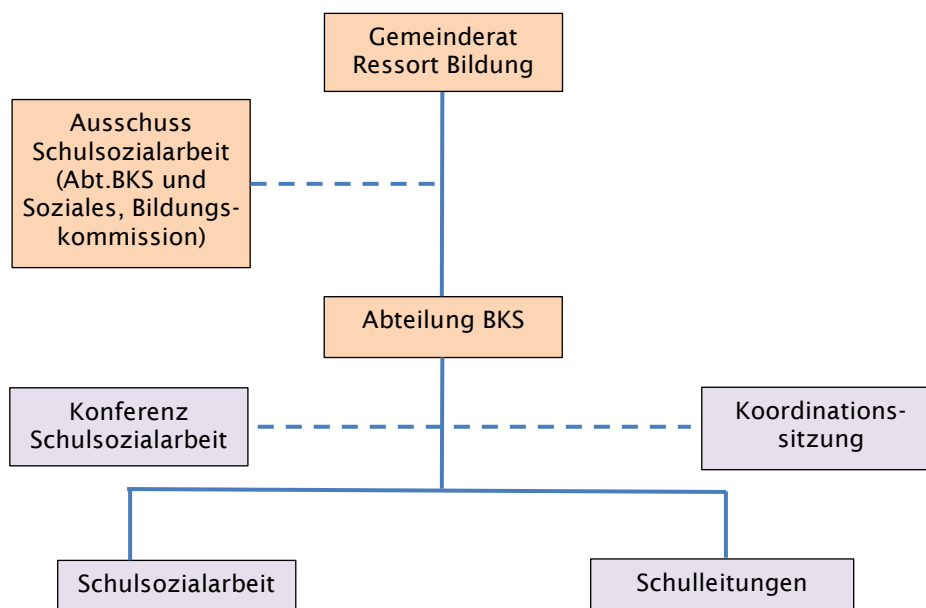 Gemeinderat
Ressort Bildung
Ausschuss
Schulsozialarbeit
(Abt.BKS und
Soziales, Bildungs-
kommission)
Abteilung BKS
Konferenz
Schulsozialarbeit
Koordinations-
sitzung
Schulsozialarbeit
Schulleitungen